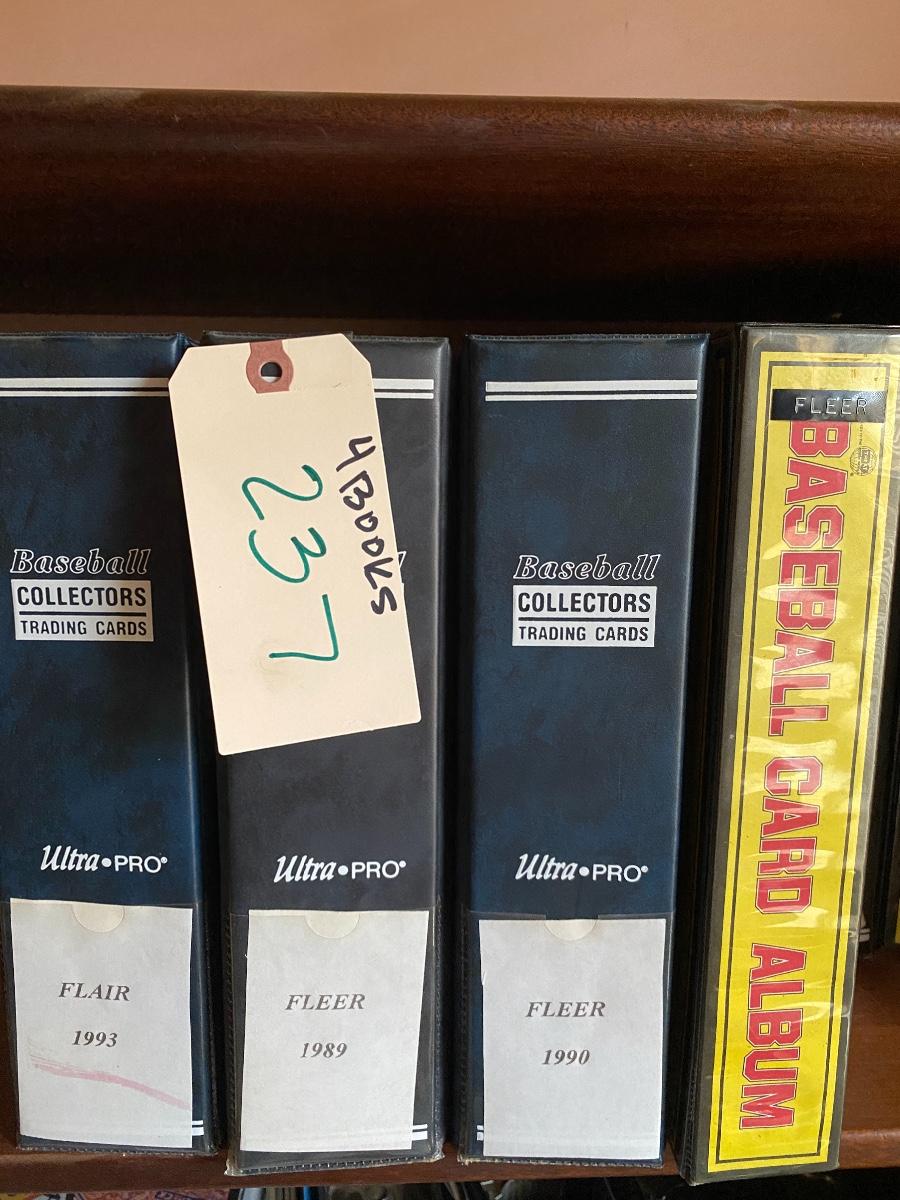 Baseball
COLLECTORS
TRADING CARDS
Ultra•PRO®
FLAIR
1993
4 BOOKS
237
Ultra•PRO®
FLEER
1989
Baseball
COLLECTORS
TRADING CARDS
Ultra•PRO®
FLEER
1990
FLEER
BASEBALL CARD ALBUM